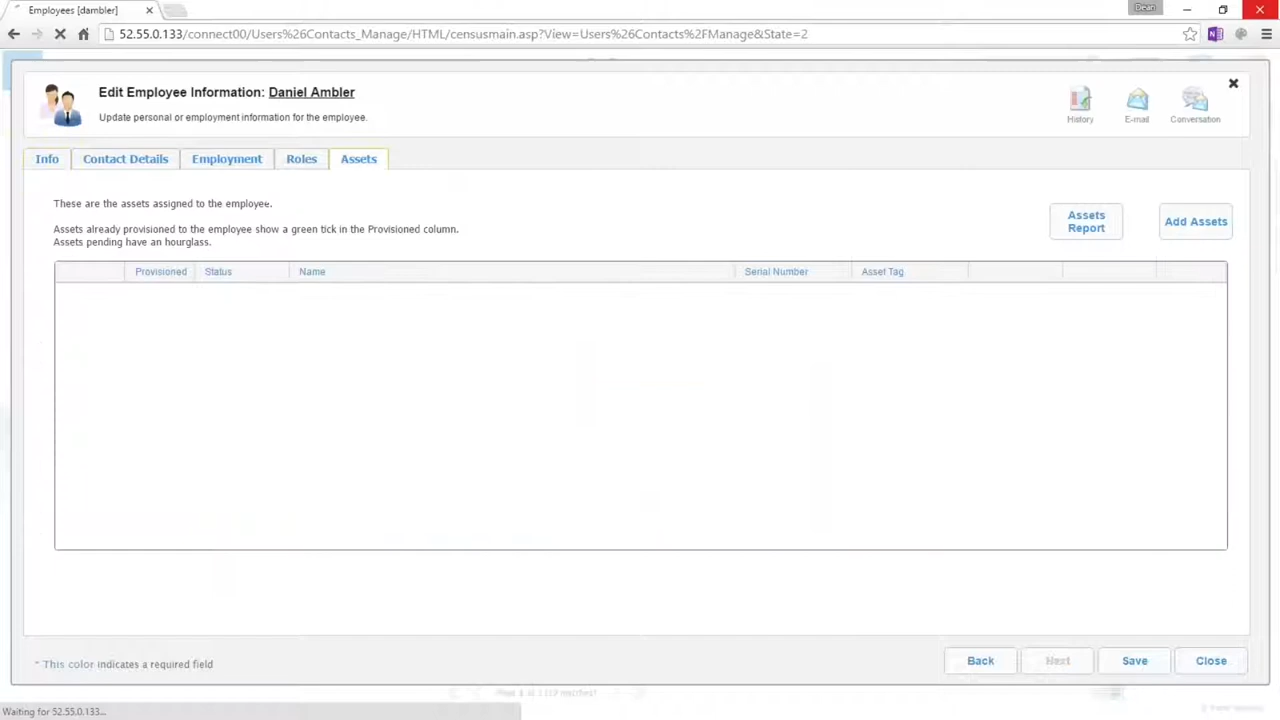 Employees [dambler]
Dean
52.55.0.133/connect00/Users%26Contacts_Manage/HTML/censusmain.asp?View=Users%26Contacts%2FManage&State=2
Edit Employee Information: Daniel Ambler
Update personal or employment information for the employee.
History
E-mail
Conversation
Info
Contact Details
Employment
Roles
Assets
These are the assets assigned to the employee.
Assets already provisioned to the employee show a green tick in the Provisioned column.
Assets pending have an hourglass.
Assets
Report
Add Assets
Provisioned
Status
Name
Serial Number
Asset Tag
* This color indicates a required field
Back
Next
Save
Close
Waiting for 52.55.0.133...